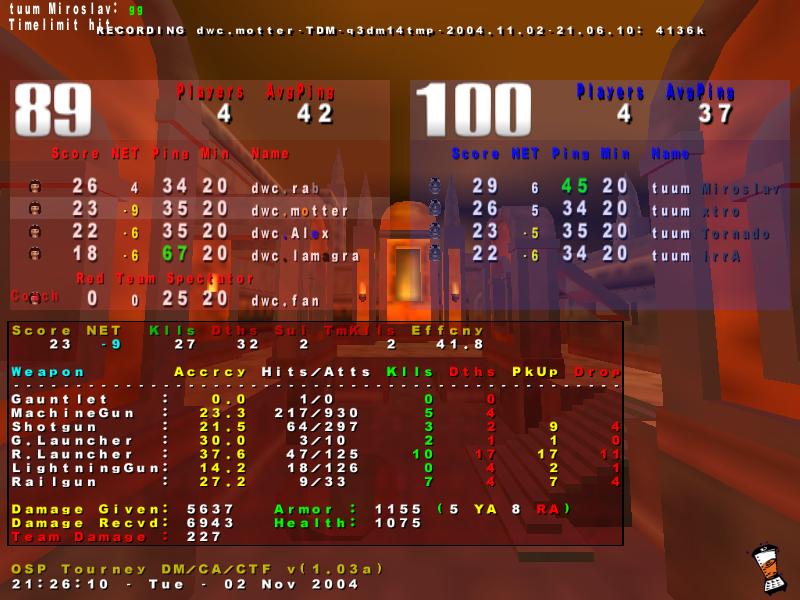 tuum Miroslav: gg
Timelimit hit.
RECORDING dwc.motter-TDM-q3dm14tmp-2004.11.02-21.06.10: 4136k
89 Players AvgPing
4 42
Score NET Ping Min Name
26 4 34 20 dwc.rab
23 -9 35 20 dwc.motter
22 -6 35 20 dwc.Alex
18 -6 67 20 dwc.lamagra
Red Team Spectator
Coach 0 0 25 20 dwc.fan
100 Players AvgPing
4 37
Score NET Ping Min Name
29 6 45 20 tuum Miroslav
26 5 34 20 tuum xtro
23 -5 35 20 tuum Tornado
22 -6 34 20 tuum IrrA
Score NET Klls Dths Sui TmKlls Effcny
23 -9 27 32 2 2 41.8
Weapon Accrcy Hits/Atts Klls Dths PkUp Drop
Gauntlet : 0.0 1/0 0 0
MachineGun : 23.3 217/930 5 4
Shotgun : 21.5 64/297 3 2 9 4
G.Launcher : 30.0 3/10 2 1 1 0
R.Launcher : 37.6 47/125 10 17 17 11
LightningGun: 14.2 18/126 0 4 2 1
Railgun : 27.2 9/33 7 4 7 4
Damage Given: 5637 Armor : 1155 (5 YA 8 RA)
Damage Recvd: 6943 Health: 1075
Team Damage : 227
OSP Tourney DM/CA/CTF v(1.03a)
21:26:10 - Tue - 02 Nov 2004